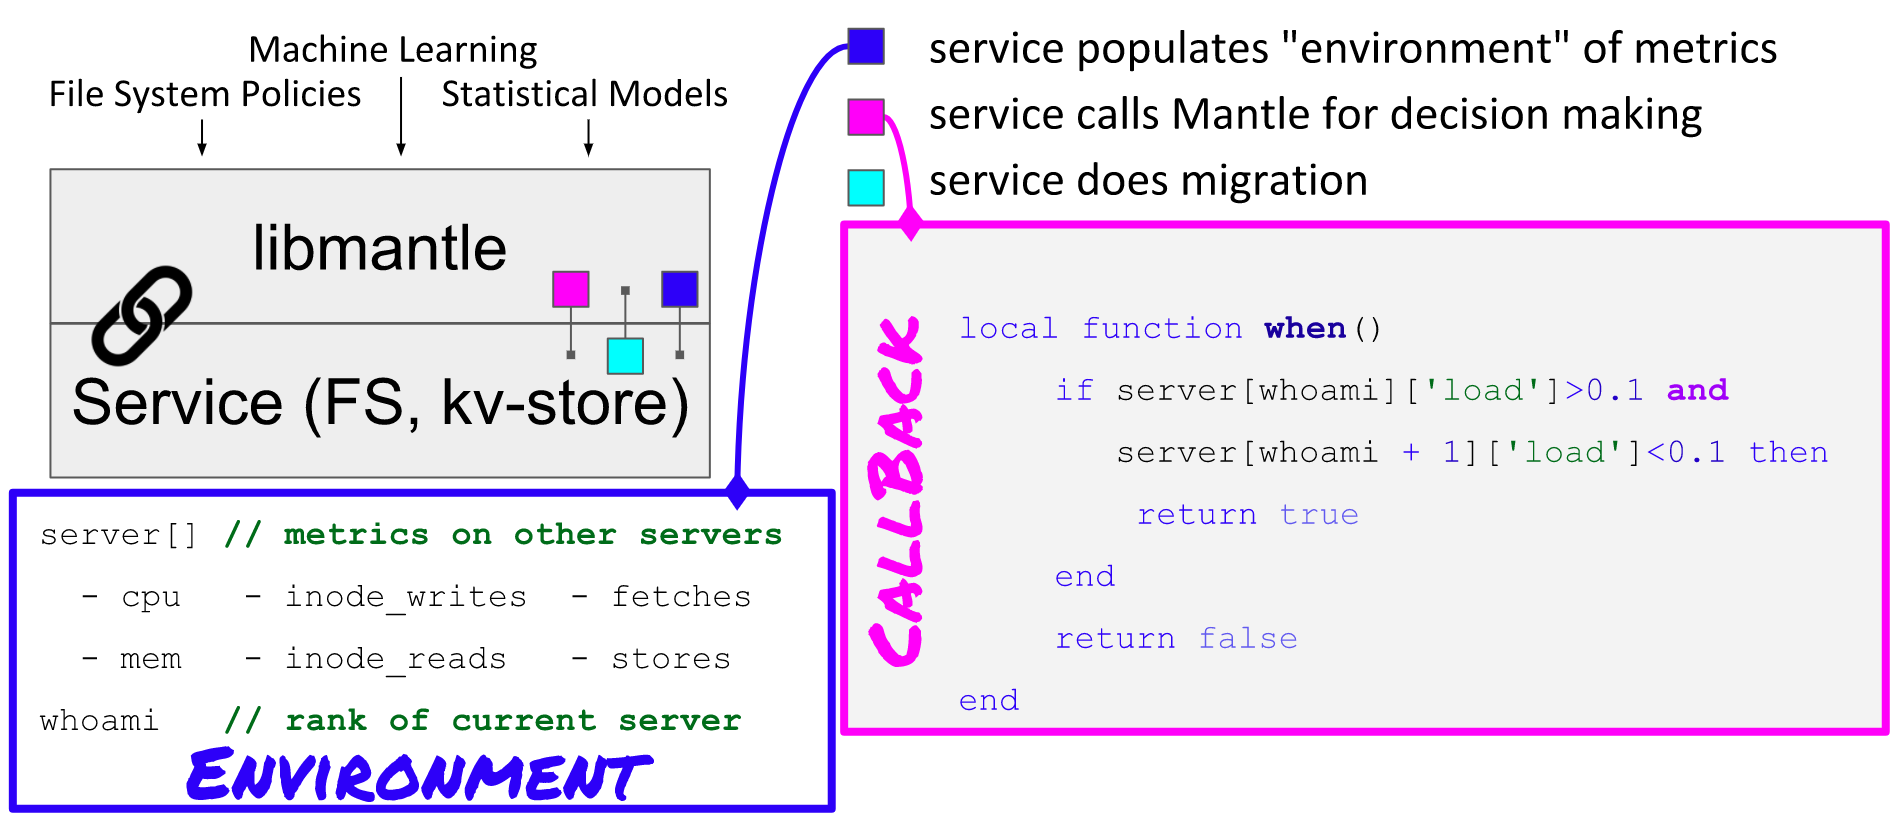 Machine Learning
File System Policies
Statistical Models
libmantle
Service (FS, kv-store)
service populates "environment" of metrics
service calls Mantle for decision making
service does migration
server[] // metrics on other servers
- cpu - inode_writes - fetches
- mem - inode_reads - stores
whoami // rank of current server
ENVIRONMENT
CALLBACK
local function when()
if server[whoami]['load']>0.1 and
server[whoami + 1]['load']<0.1 then
return true
end
return false
end